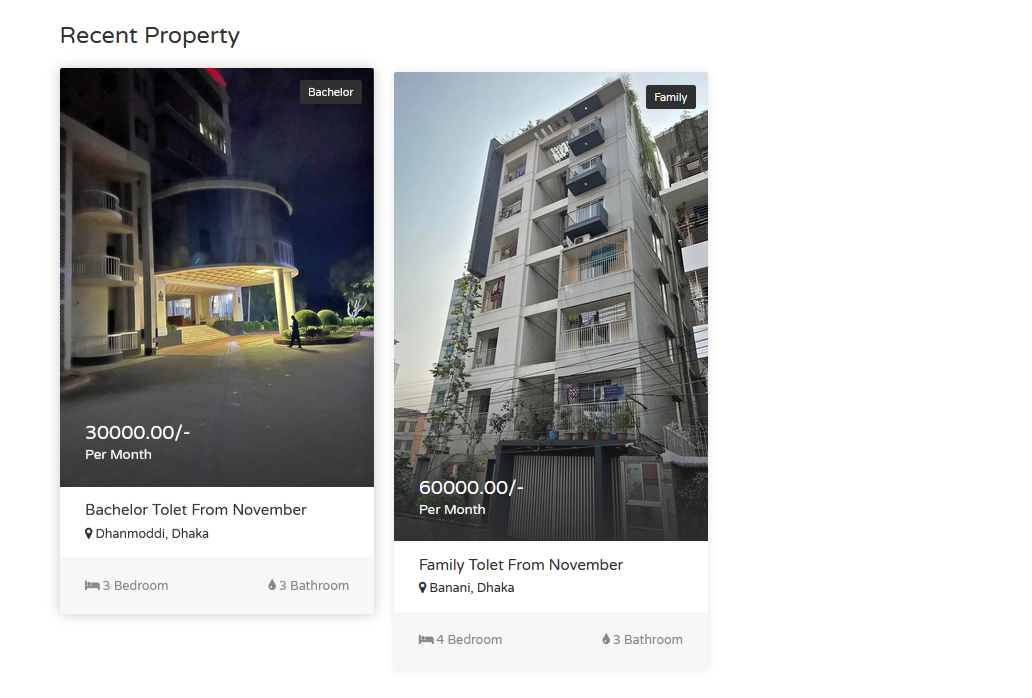 Recent Property
Bachelor
30000.00/-
Per Month
Bachelor Tolet From November
Dhanmoddi, Dhaka
3 Bedroom
3 Bathroom
Family
60000.00/-
Per Month
Family Tolet From November
Banani, Dhaka
4 Bedroom
3 Bathroom